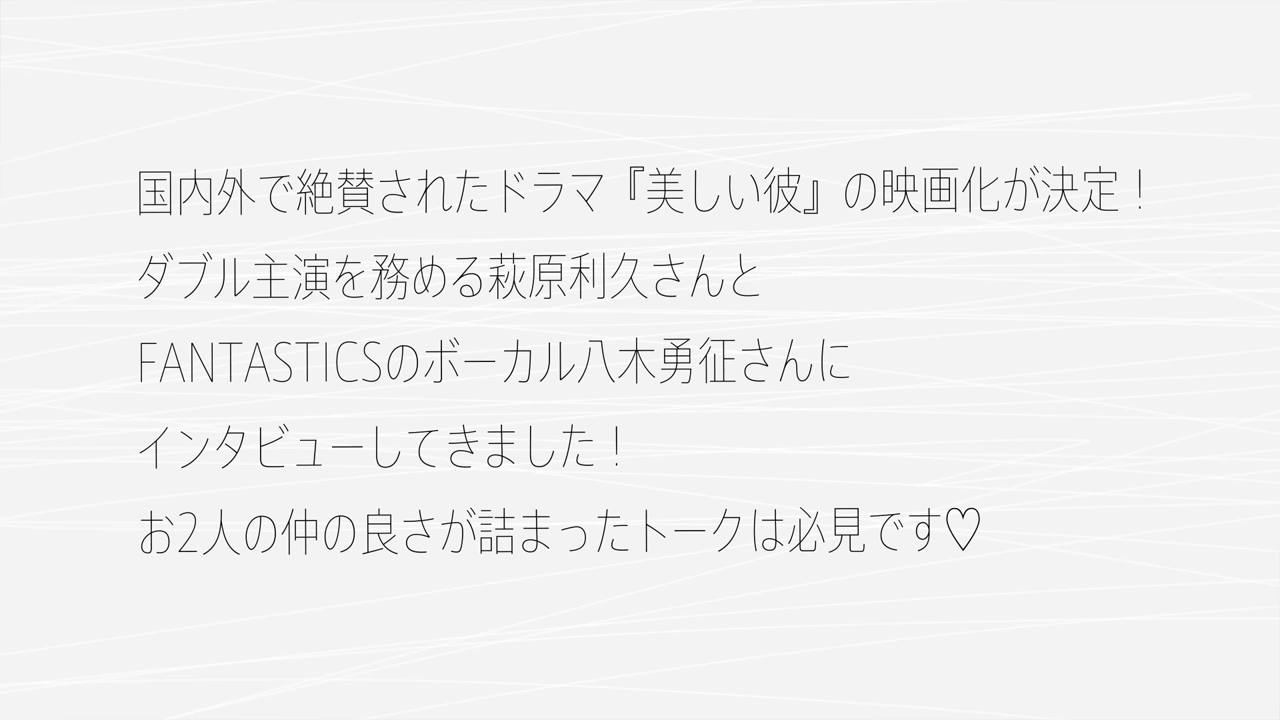 国内外で絶賛されたドラマ『美しい彼』の映画化が決定！
ダブル主演を務める萩原利久さんと
FANTASTICSのボーカル八木勇征さんに
インタビューしてきました！
お2人の仲の良さが詰まったトークは必見です♡